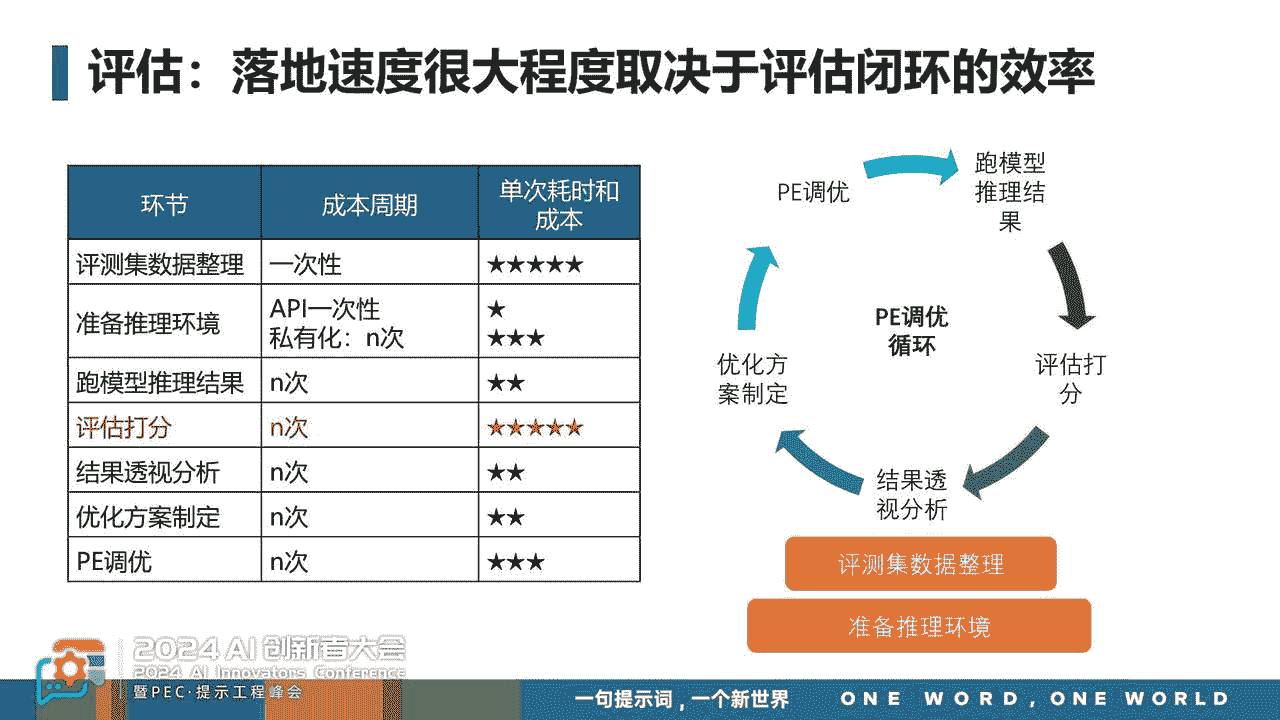 评估：落地速度很大程度取决于评估闭环的效率
环节 成本周期 单次耗时和
成本
评测集数据整理 一次性 ★★★★★
准备推理环境 API一次性 ★
私有化：n次 ★★★
跑模型推理结果 n次 ★★
评估打分 n次 ★★★★★
结果透视分析 n次 ★★
优化方案制定 n次 ★★
PE调优 n次 ★★★
PE调优
跑模型
推理结
果
评估打
分
结果透
视分析
优化方
案制定
PE调优
循环
评测集数据整理
准备推理环境
2024 AI 创新者大会
2024 AI Innovators Conference
暨PEC·提示工程峰会
一句提示词，一个新世界
ONE WORD, ONE WORLD